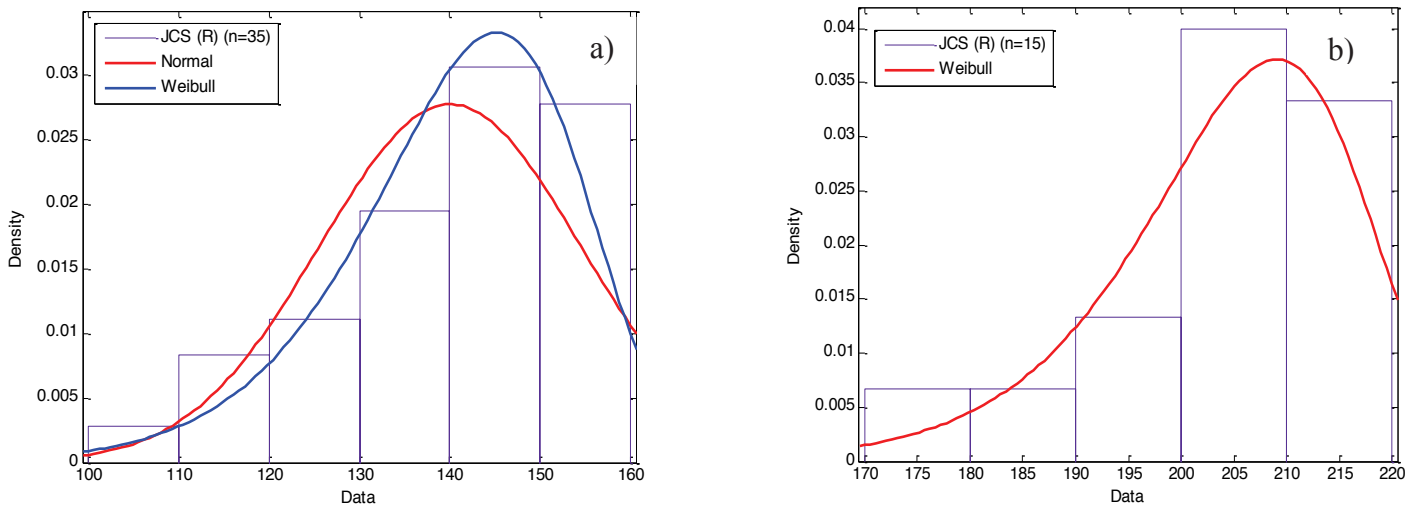 JCS (R) (n=35)
Normal
Weibull
a)
0.03
0.025
0.02
0.015
0.01
0.005
0
Density
100 110 120 130 140 150 160
Data
JCS (R) (n=15)
Weibull
b)
0.04
0.035
0.03
0.025
0.02
0.015
0.01
0.005
0
Density
170 175 180 185 190 195 200 205 210 215 220
Data